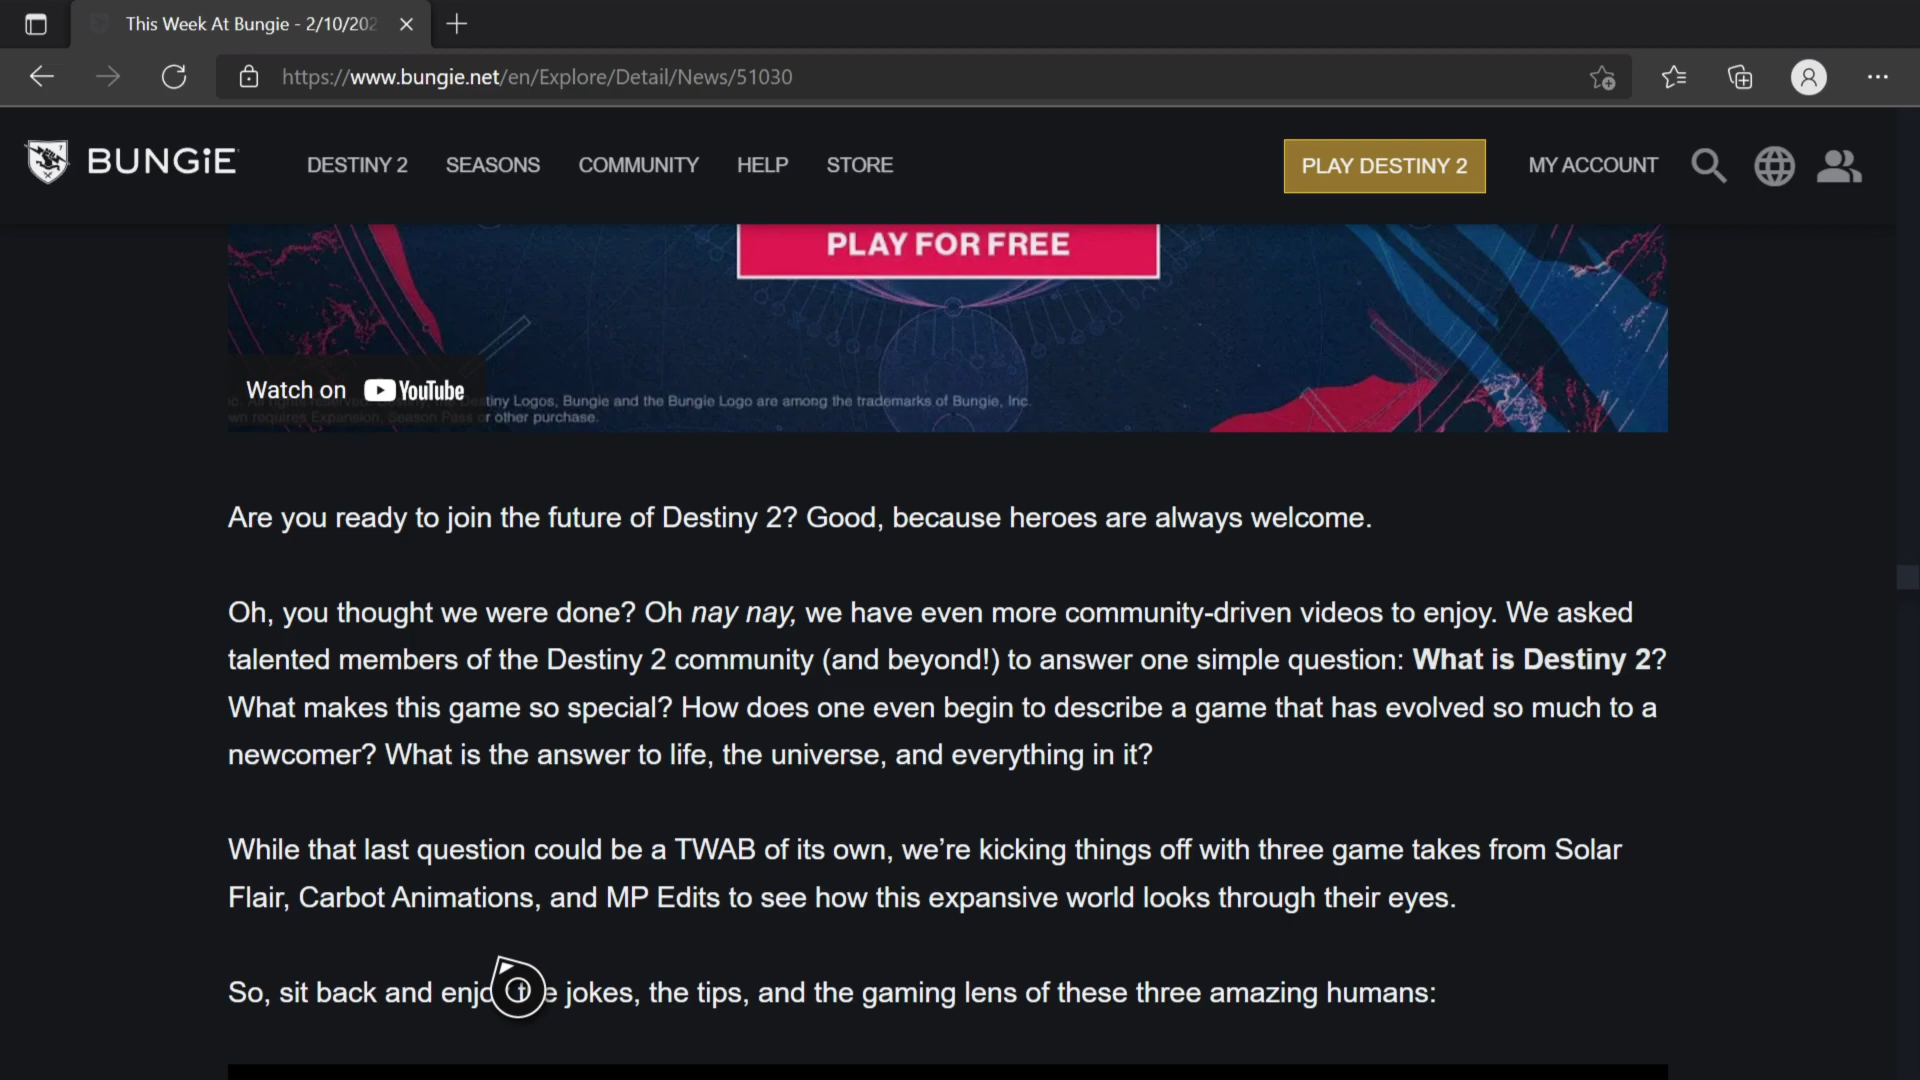 This Week At Bungie - 2/10/202
https://www.bungie.net/en/Explore/Detail/News/51030
BUNGiE
DESTINY 2 SEASONS COMMUNITY HELP STORE
PLAY DESTINY 2
MY ACCOUNT
PLAY FOR FREE
Watch on YouTube
tiny Logos, Bungie and the Bungie Logo are among the trademarks of Bungie, Inc.
wn requires Expansion, Season Pass or other purchase.
Are you ready to join the future of Destiny 2? Good, because heroes are always welcome.
Oh, you thought we were done? Oh nay nay, we have even more community-driven videos to enjoy. We asked
talented members of the Destiny 2 community (and beyond!) to answer one simple question: What is Destiny 2?
What makes this game so special? How does one even begin to describe a game that has evolved so much to a
newcomer? What is the answer to life, the universe, and everything in it?
While that last question could be a TWAB of its own, we’re kicking things off with three game takes from Solar
Flair, Carbot Animations, and MP Edits to see how this expansive world looks through their eyes.
So, sit back and enjoy the jokes, the tips, and the gaming lens of these three amazing humans: